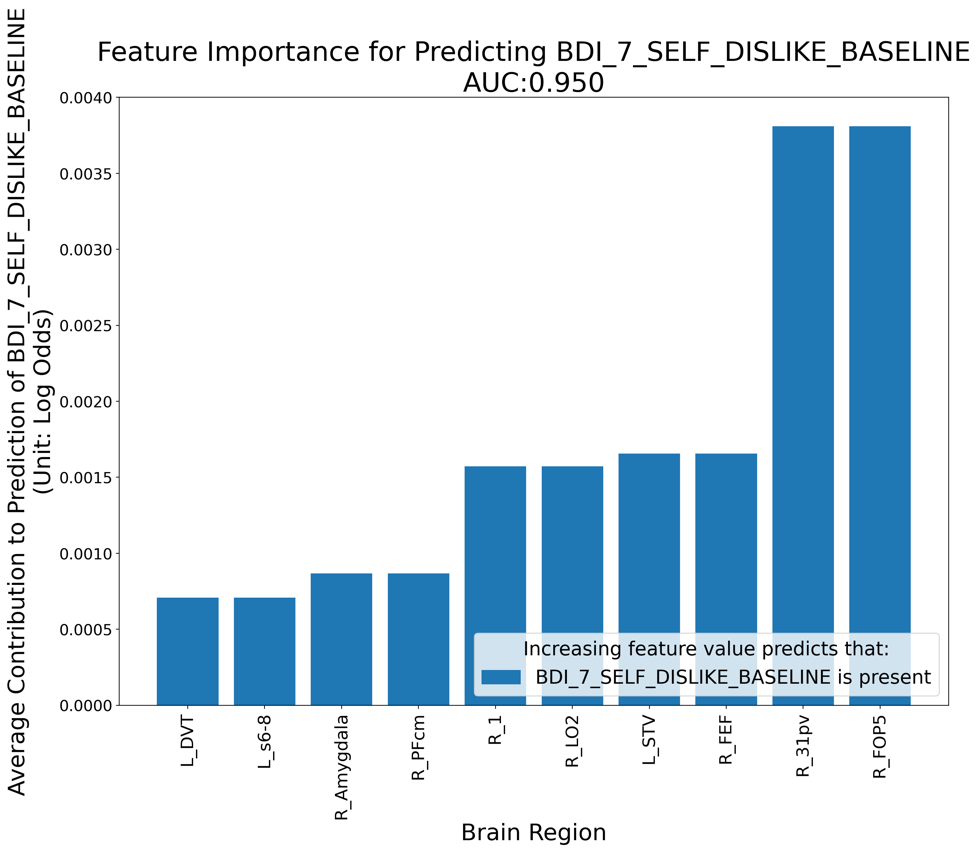 Feature Importance for Predicting BDI_7_SELF_DISLIKE_BASELINE
AUC:0.950
Average Contribution to Prediction of BDI_7_SELF_DISLIKE_BASELINE
(Unit: Log Odds)
0.0040
0.0035
0.0030
0.0025
0.0020
0.0015
0.0010
0.0005
0.0000
Increasing feature value predicts that:
BDI_7_SELF_DISLIKE_BASELINE is present
L_DVT
L_s6-8
R_Amygdala
R_PFcm
R_1
R_LO2
L_STV
R_FEF
R_31pv
R_FOP5
Brain Region